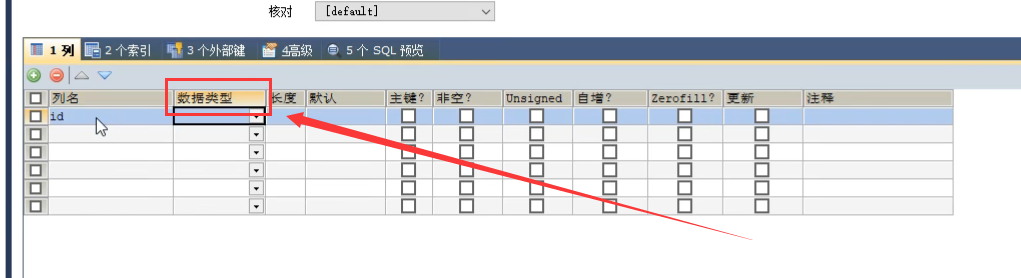 核对 [default]
1 列 2 个索引 3 个外部键 4高级 5 个 SQL 预览
列名 数据类型 长度 默认 主键? 非空? Unsigned 自增? Zerofill? 更新 注释
id